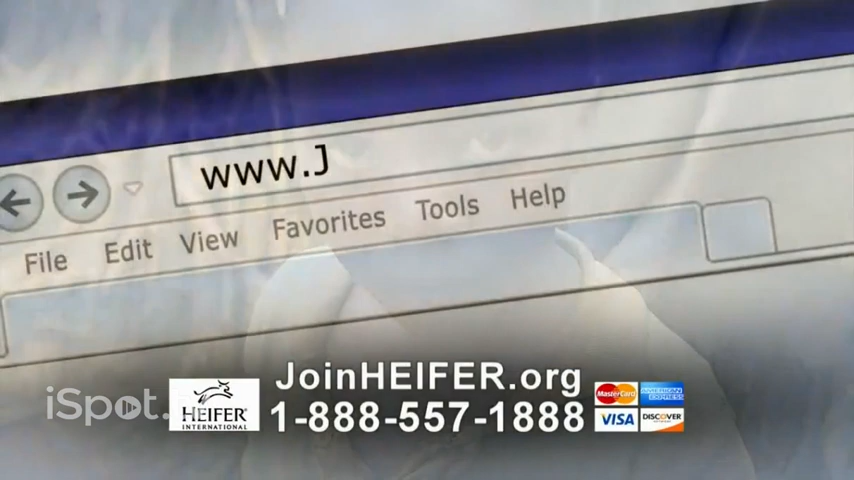 www.J
File Edit View Favorites Tools Help
JoinHEIFER.org
1-888-557-1888
HEIFER
INTERNATIONAL
MasterCard
AMERICAN
EXPRESS
VISA
DISCOVER
iSpot